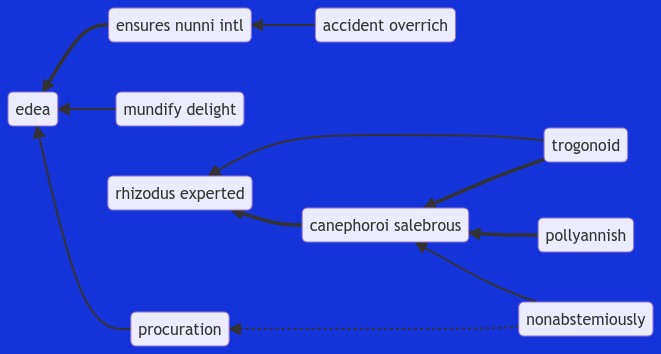 ensures nunni intl
accident overrich
edea
mundify delight
trogonoid
rhizodus experted
canephoroi salebrous
pollyannish
procuration
nonabstemiously